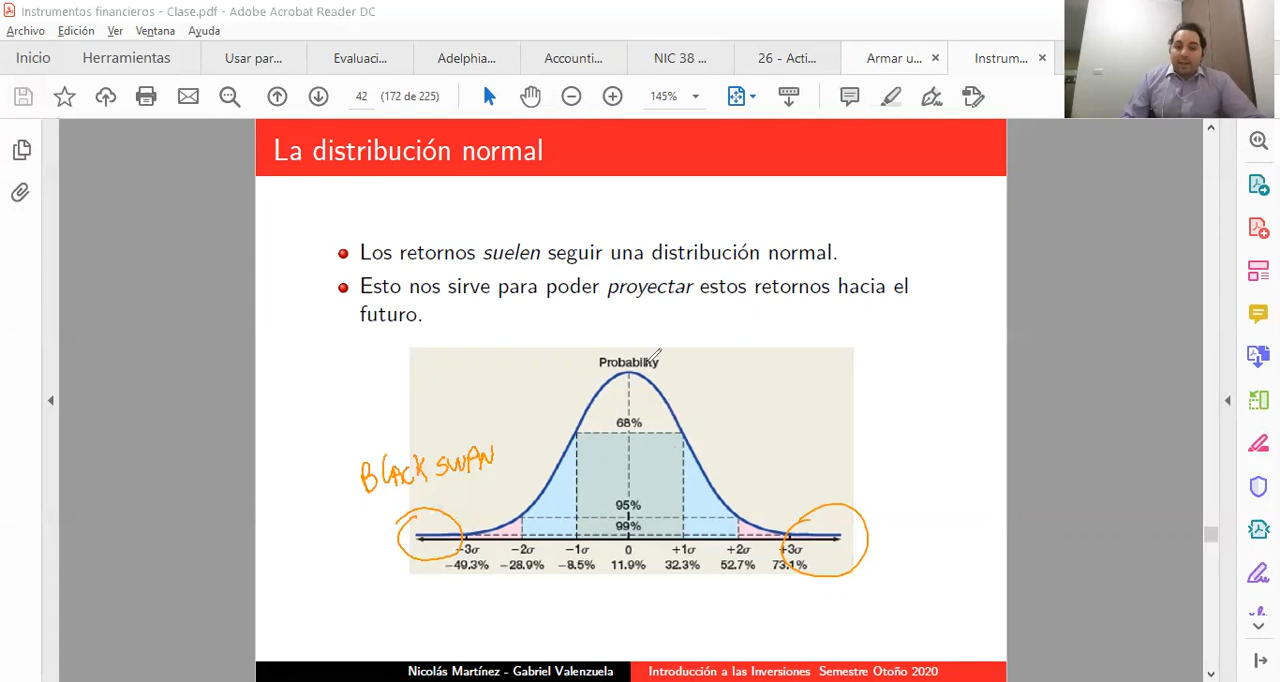 Instrumentos financieros - Clase.pdf - Adobe Acrobat Reader DC
Archivo Edición Ver Ventana Ayuda
Inicio Herramientas Usar par... Evaluaci... Adelphia... Accounti... NIC 38 ... 26 - Acti... Armar u... Instrum...
42 (172 de 225) 145%
La distribución normal
Los retornos suelen seguir una distribución normal.
Esto nos sirve para poder proyectar estos retornos hacia el
futuro.
Probability
68%
BLACK SWAN
95%
99%
−3σ −2σ −1σ 0 +1σ +2σ +3σ
−49.3% −28.9% −8.5% 11.9% 32.3% 52.7% 73.1%
Nicolás Martínez - Gabriel Valenzuela Introducción a las Inversiones Semestre Otoño 2020